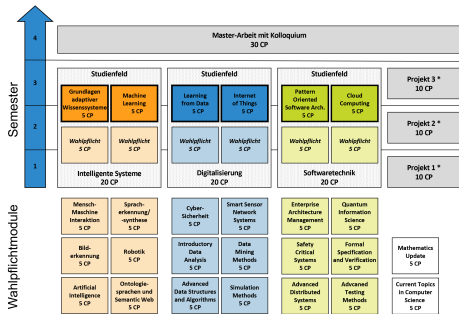 4
Master-Arbeit mit Kolloquium
30 CP
Semester
3
Studienfeld
Studienfeld
Studienfeld
Grundlagen
adaptiver
Wissenssysteme
5 CP
Machine
Learning
5 CP
Learning
from Data
5 CP
Internet
of Things
5 CP
Pattern
Oriented
Software Arch.
5 CP
Cloud
Computing
5 CP
Projekt 3 *
10 CP
2
Wahlpflicht
5 CP
Wahlpflicht
5 CP
Wahlpflicht
5 CP
Wahlpflicht
5 CP
Wahlpflicht
5 CP
Wahlpflicht
5 CP
Projekt 2 *
10 CP
1
Intelligente Systeme
20 CP
Digitalisierung
20 CP
Softwaretechnik
20 CP
Projekt 1 *
10 CP
Wahlpflichtmodule
Mensch-
Maschine
Interaktion
5 CP
Sprach-
erkennung/
-synthese
5 CP
Cyber-
Sicherheit
5 CP
Smart Sensor
Network
Systems
5 CP
Enterprise
Architecture
Management
5 CP
Quantum
Information
Science
5 CP
Bild-
erkennung
5 CP
Robotik
5 CP
Introductory
Data
Analysis
5 CP
Data
Mining
Methods
5 CP
Safety
Critical
Systems
5 CP
Formal
Specification
and Verification
5 CP
Mathematics
Update
5 CP
Artificial
Intelligence
5 CP
Ontologie-
sprachen und
Semantic Web
5 CP
Advanced
Data Structures
and Algorithms
5 CP
Simulation
Methods
5 CP
Advanced
Distributed
Systems
5 CP
Advcanced
Testing
Methods
5 CP
Current Topics
in Computer
Science
5 CP